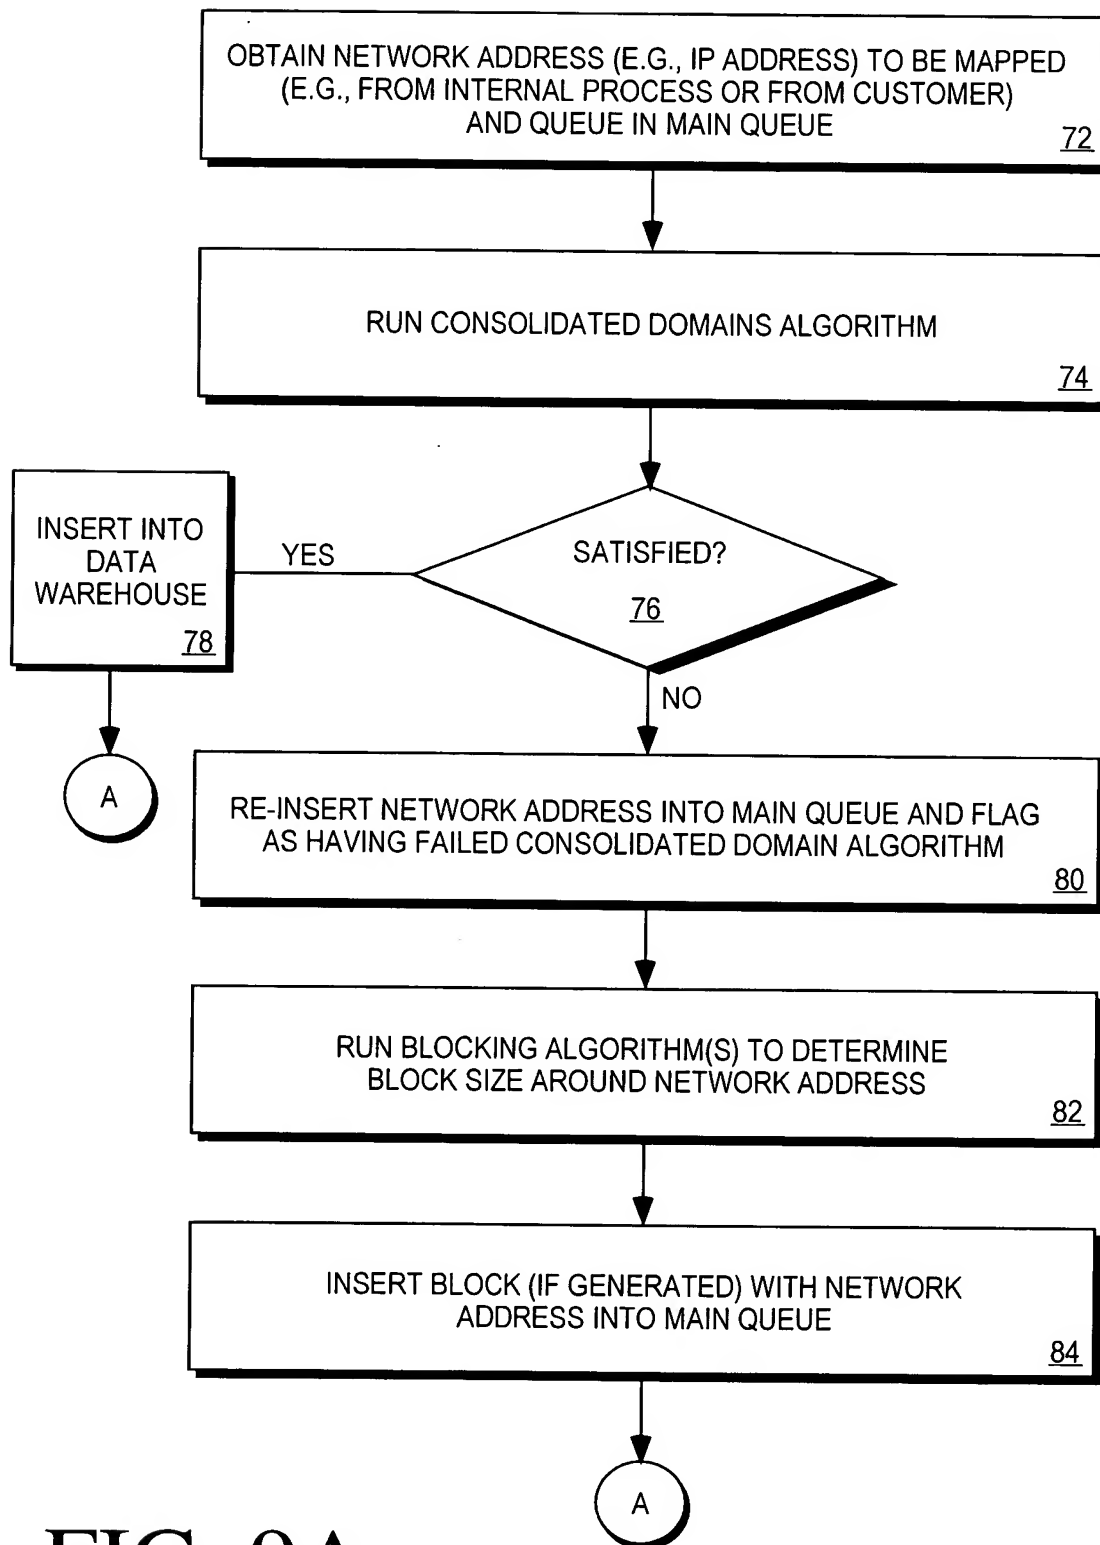 OBTAIN NETWORK ADDRESS (E.G., IP ADDRESS) TO BE MAPPED
(E.G., FROM INTERNAL PROCESS OR FROM CUSTOMER)
AND QUEUE IN MAIN QUEUE
72
RUN CONSOLIDATED DOMAINS ALGORITHM
74
SATISFIED?
76
YES
INSERT INTO
DATA
WAREHOUSE
78
A
NO
RE-INSERT NETWORK ADDRESS INTO MAIN QUEUE AND FLAG
AS HAVING FAILED CONSOLIDATED DOMAIN ALGORITHM
80
RUN BLOCKING ALGORITHM(S) TO DETERMINE
BLOCK SIZE AROUND NETWORK ADDRESS
82
INSERT BLOCK (IF GENERATED) WITH NETWORK
ADDRESS INTO MAIN QUEUE
84
A